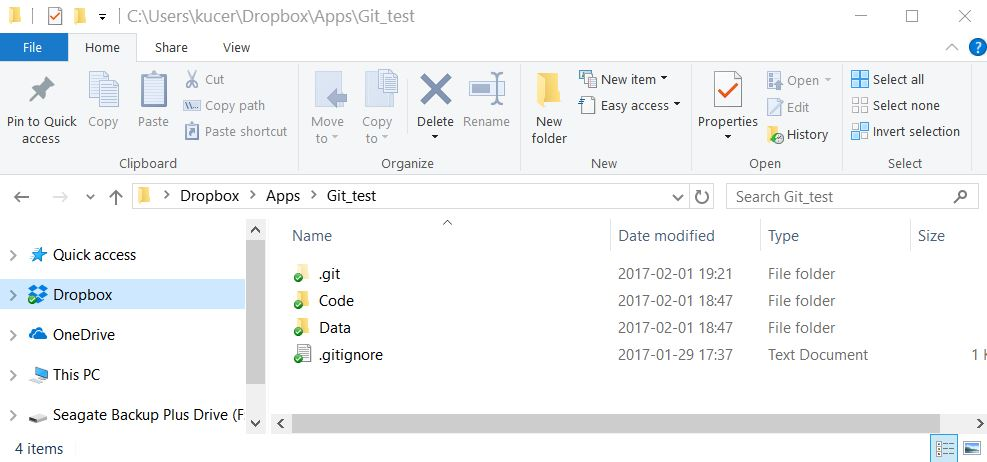 C:\Users\kucer\Dropbox\Apps\Git_test
File Home Share View
Pin to Quick access
Copy
Paste
Cut
Copy path
Paste shortcut
Clipboard
Move to
Copy to
Delete
Rename
Organize
New folder
New item
Easy access
New
Properties
Open
Edit
History
Open
Select all
Select none
Invert selection
Select
Dropbox Apps Git_test
Search Git_test
Quick access
Dropbox
OneDrive
This PC
Seagate Backup Plus Drive (F
Name Date modified Type Size
.git 2017-02-01 19:21 File folder
Code 2017-02-01 18:47 File folder
Data 2017-02-01 18:47 File folder
.gitignore 2017-01-29 17:37 Text Document 1 K
4 items